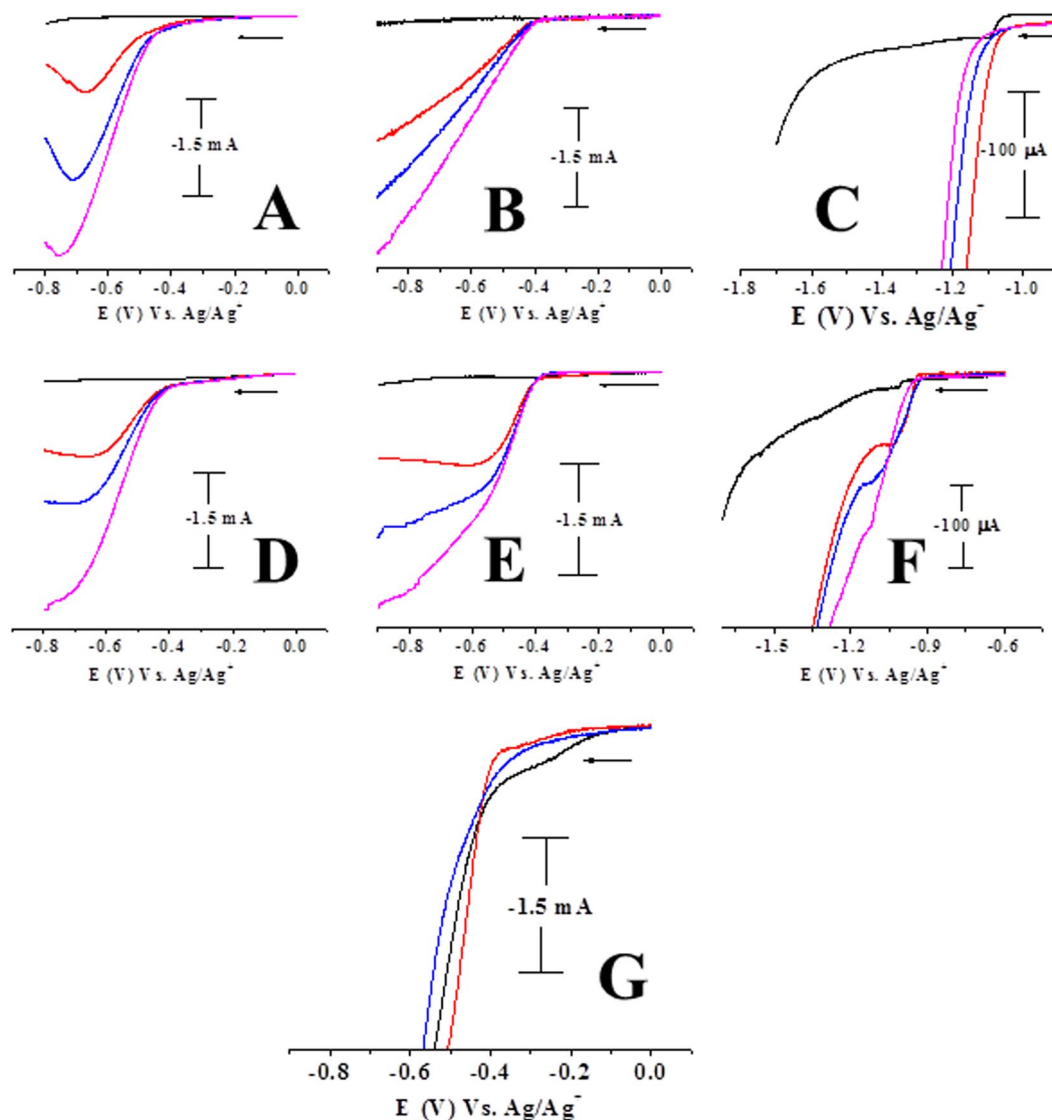 -1.5 mA
A
-0.8 -0.6 -0.4 -0.2 0.0
E (V) Vs. Ag/Ag⁺
-1.5 mA
B
-0.8 -0.6 -0.4 -0.2 0.0
E (V) Vs. Ag/Ag⁺
-100 µA
C
-1.8 -1.6 -1.4 -1.2 -1.0
E (V) Vs. Ag/Ag⁺
-1.5 mA
D
-0.8 -0.6 -0.4 -0.2 0.0
E (V) Vs. Ag/Ag⁺
-1.5 mA
E
-0.8 -0.6 -0.4 -0.2 0.0
E (V) Vs. Ag/Ag⁺
-100 µA
F
-1.5 -1.2 -0.9 -0.6
E (V) Vs. Ag/Ag⁺
-1.5 mA
G
-0.8 -0.6 -0.4 -0.2 0.0
E (V) Vs. Ag/Ag⁺